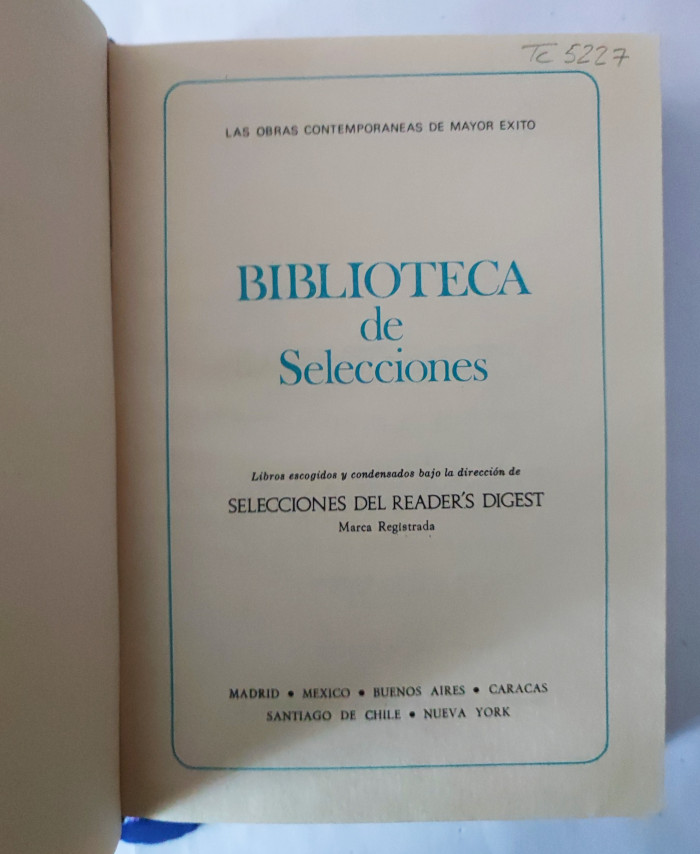 Tc 5227
LAS OBRAS CONTEMPORANEAS DE MAYOR EXITO
BIBLIOTECA
de
Selecciones
Libros escogidos y condensados bajo la dirección de
SELECCIONES DEL READER'S DIGEST
Marca Registrada
MADRID • MEXICO • BUENOS AIRES • CARACAS
SANTIAGO DE CHILE • NUEVA YORK